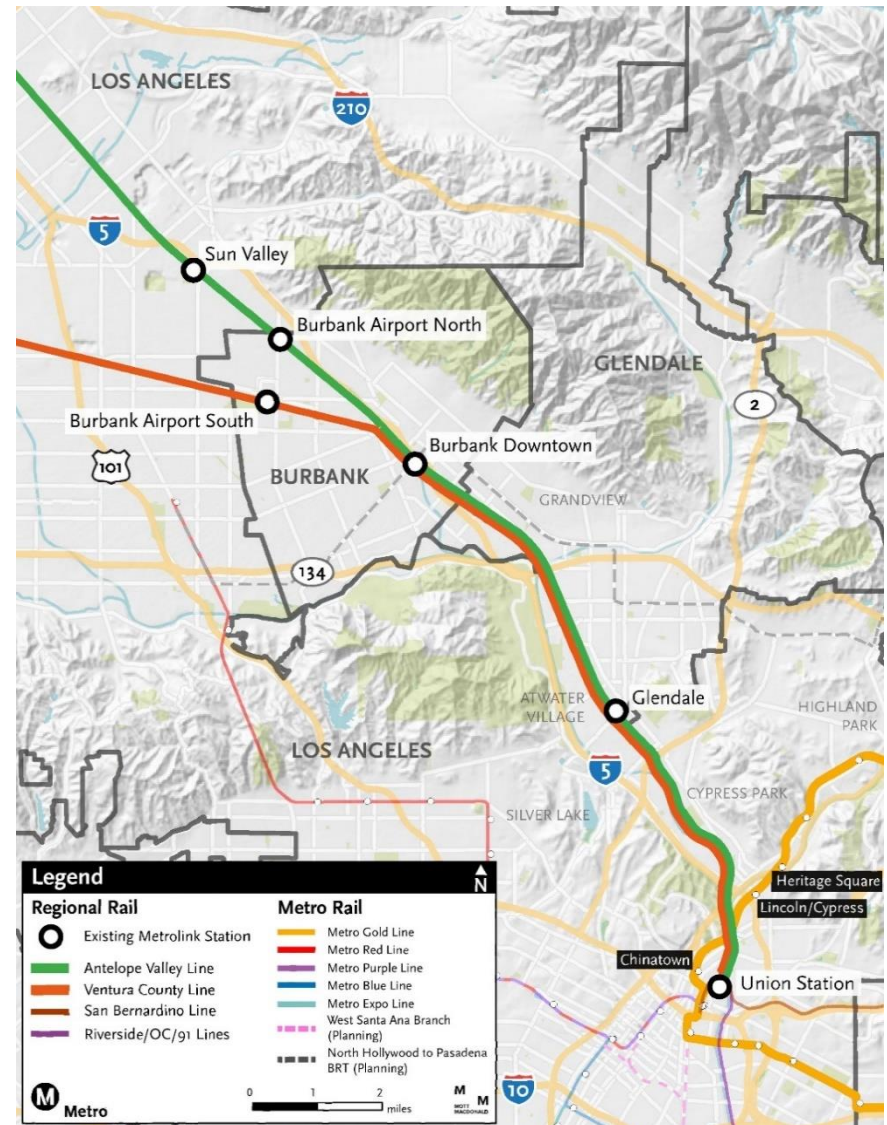 LOS ANGELES
210
5
Sun Valley
Burbank Airport North
GLENDALE
2
Burbank Airport South
Burbank Downtown
101
BURBANK
GRANDVIEW
134
ATWATER
VILLAGE
Glendale
HIGHLAND
PARK
LOS ANGELES
5
CYPRESS PARK
SILVER LAKE
Heritage Square
Lincoln/Cypress
Chinatown
Union Station
10
Legend
N
Regional Rail
Existing Metrolink Station
Antelope Valley Line
Ventura County Line
San Bernardino Line
Riverside/OC/91 Lines
Metro Rail
Metro Gold Line
Metro Red Line
Metro Purple Line
Metro Blue Line
Metro Expo Line
West Santa Ana Branch
(Planning)
North Hollywood to Pasadena
BRT (Planning)
M
Metro
0 1 2
miles
M
M
MOTT
MACDONALD